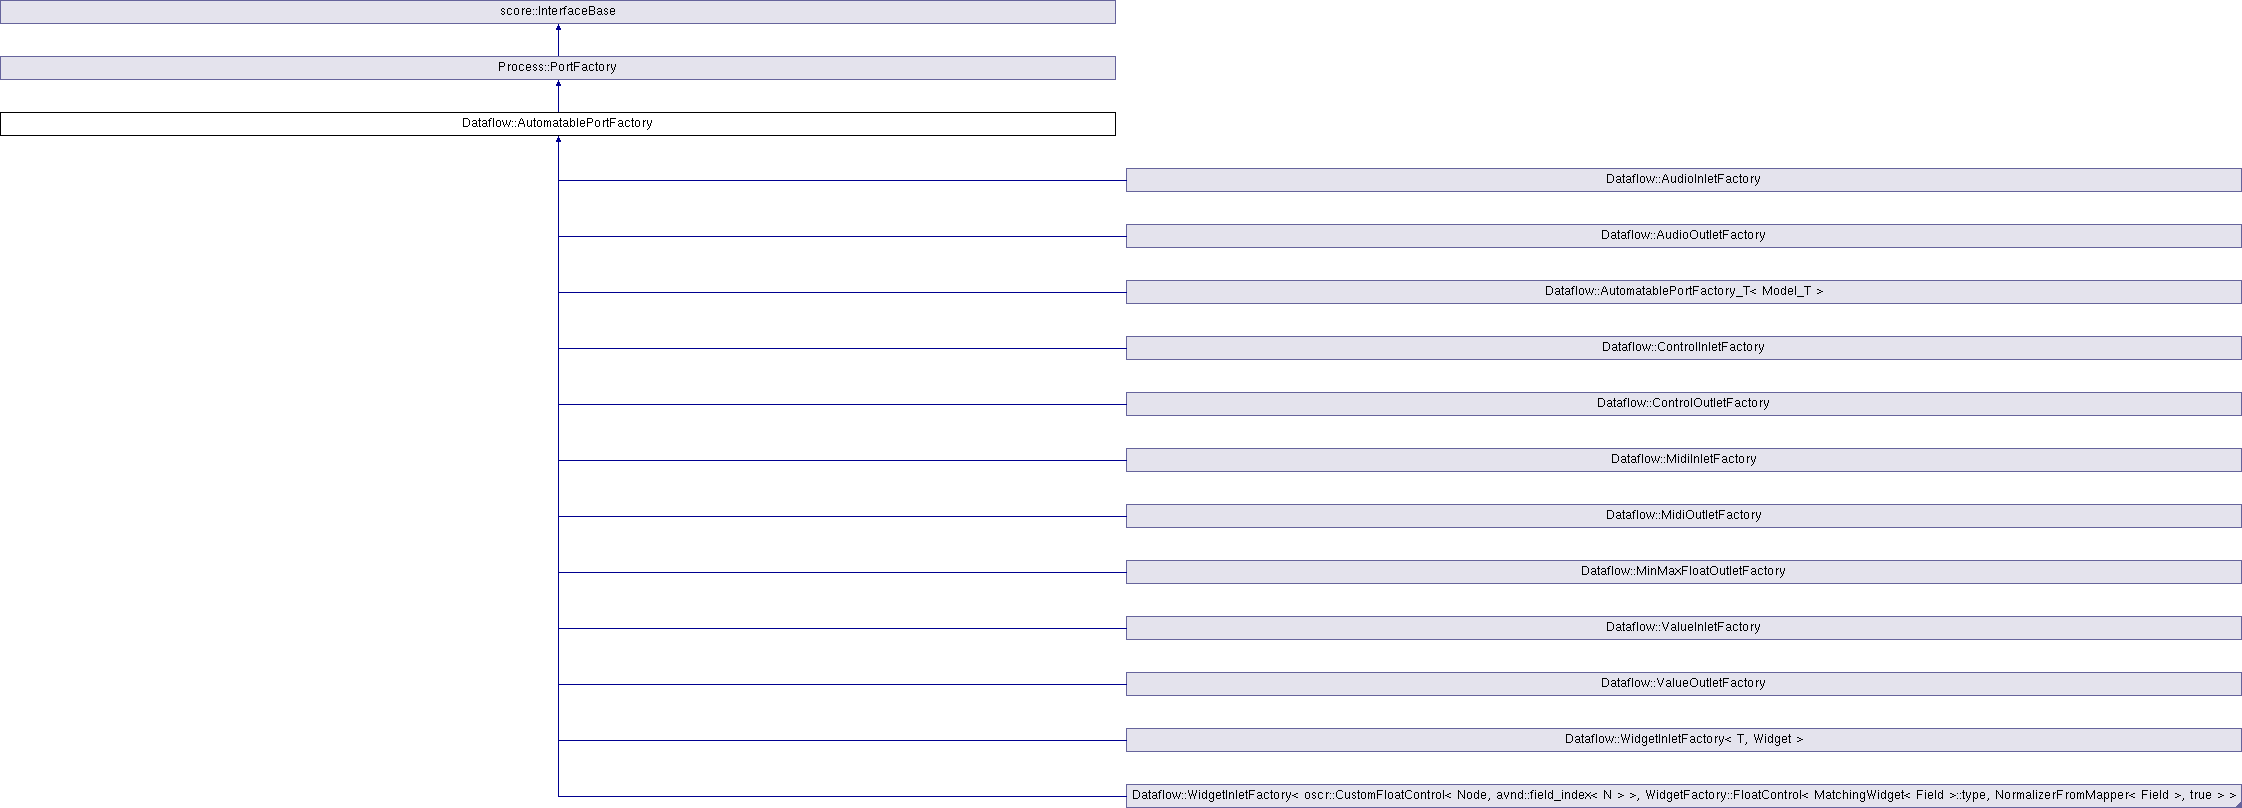 score::InterfaceBase
Process::PortFactory
Dataflow::AutomatablePortFactory
Dataflow::AudioInletFactory
Dataflow::AudioOutletFactory
Dataflow::AutomatablePortFactory_T< Model_T >
Dataflow::ControlInletFactory
Dataflow::ControlOutletFactory
Dataflow::MidiInletFactory
Dataflow::MidiOutletFactory
Dataflow::MinMaxFloatOutletFactory
Dataflow::ValueInletFactory
Dataflow::ValueOutletFactory
Dataflow::WidgetInletFactory< T, Widget >
Dataflow::WidgetInletFactory< oscr::CustomFloatControl< Node, avnd::field_index< N > >, WidgetFactory::FloatControl< MatchingWidget< Field >::type, NormalizerFromMapper< Field >, true > >